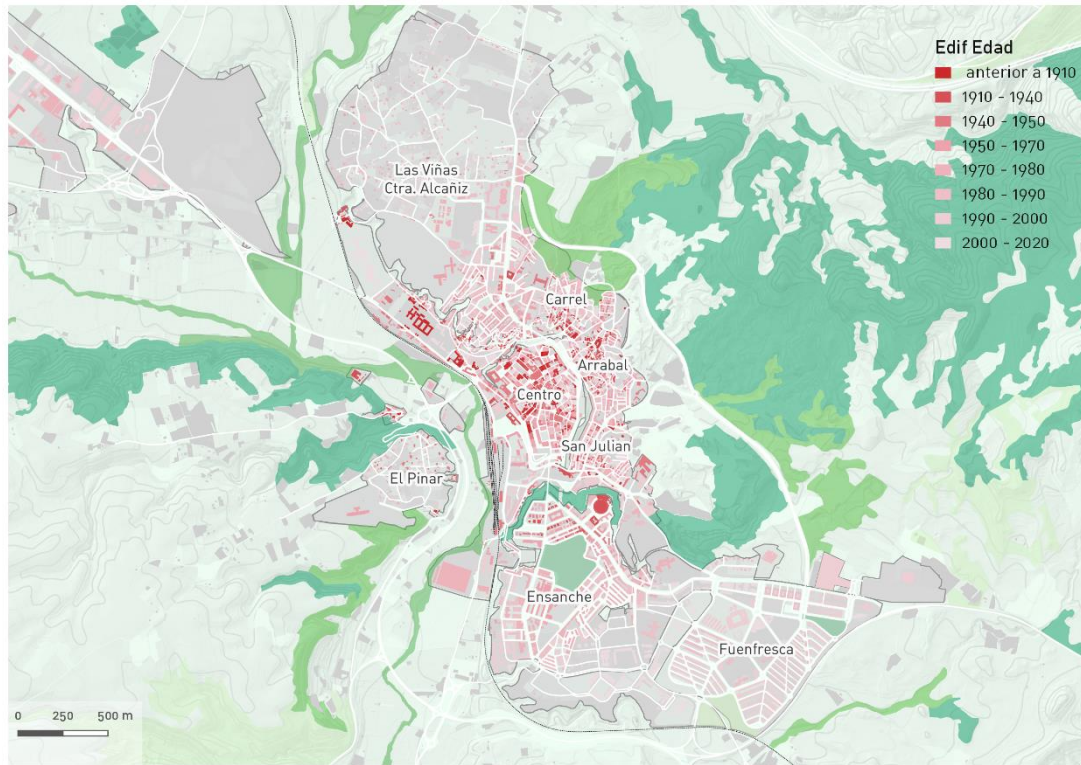 Edif Edad
anterior a 1910
1910 - 1940
1940 - 1950
1950 - 1970
1970 - 1980
1980 - 1990
1990 - 2000
2000 - 2020
Las Viñas
Ctra. Alcañiz
Carrel
Arrabal
Centro
San Julian
El Pinar
Ensanche
Fuenfresca
0 250 500 m